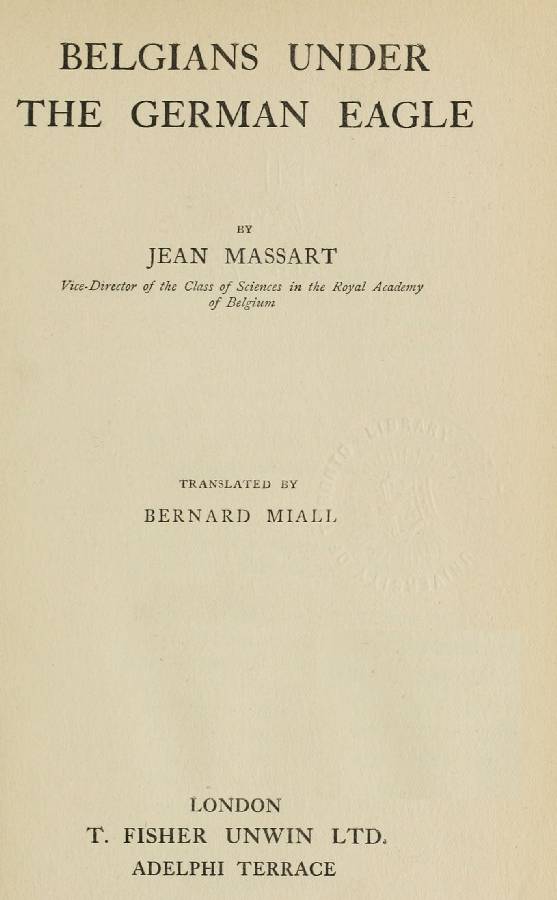 BELGIANS UNDER
THE GERMAN EAGLE
BY
JEAN MASSART
Vice-Director of the Class of Sciences in the Royal Academy
of Belgium
LIBRARY
TRANSLATED BY
BERNARD MIALL
LONDON
T. FISHER UNWIN LTD.
ADELPHI TERRACE